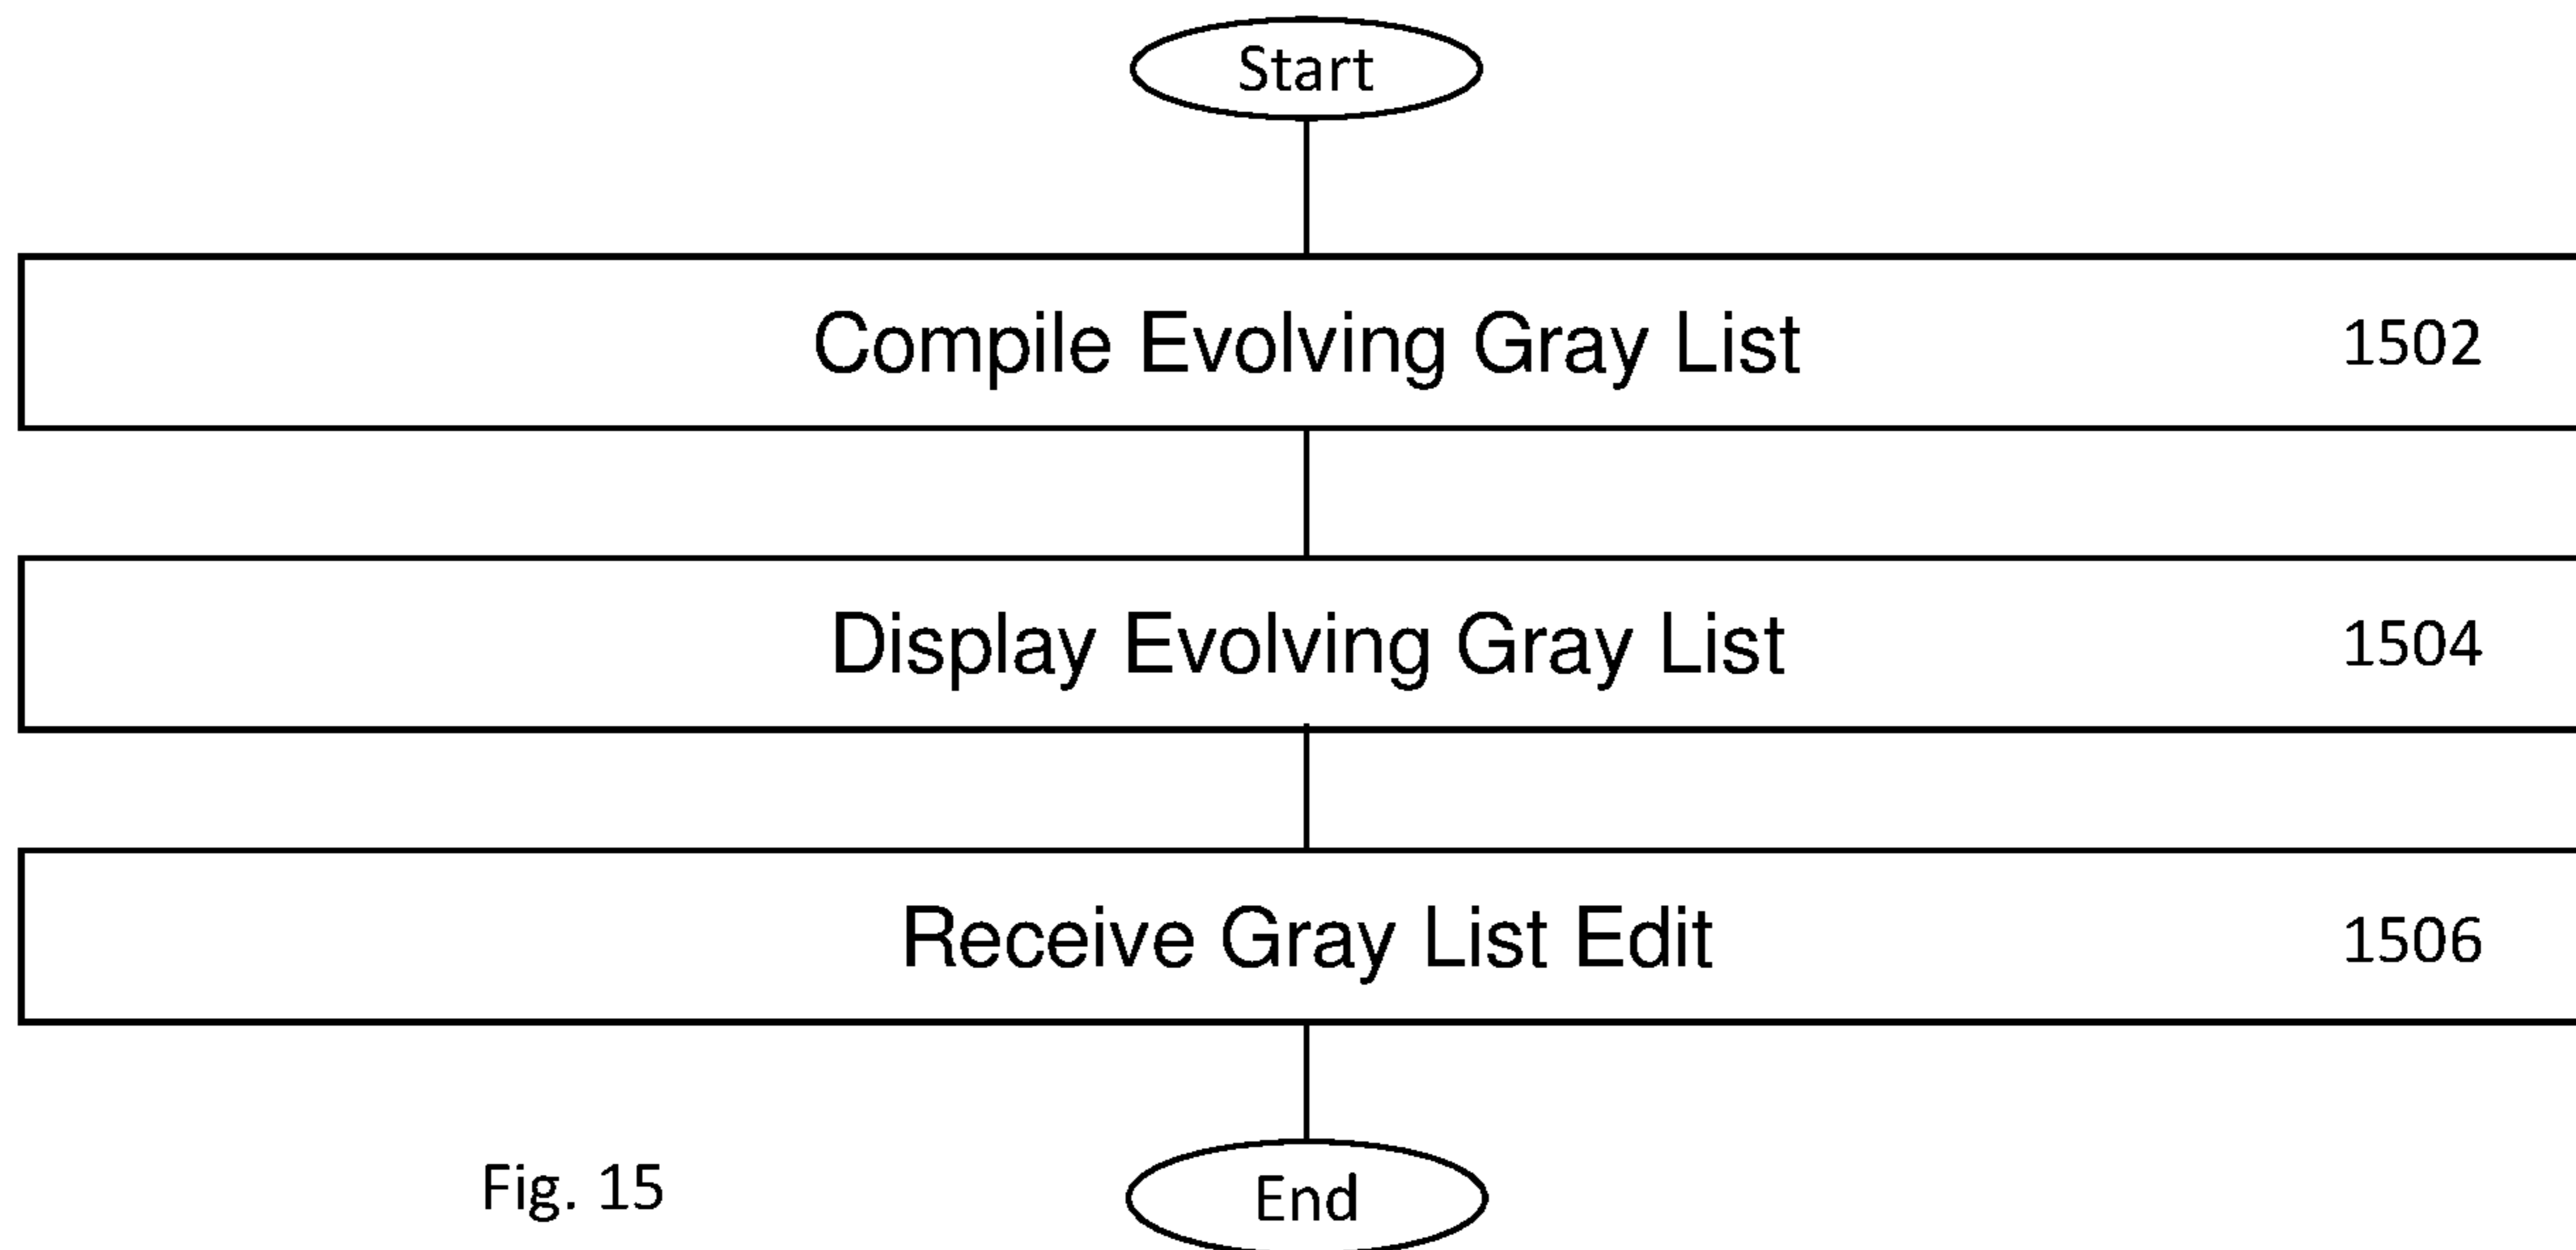 Start
Compile Evolving Gray List 1502
Display Evolving Gray List 1504
Receive Gray List Edit 1506
Fig. 15
End